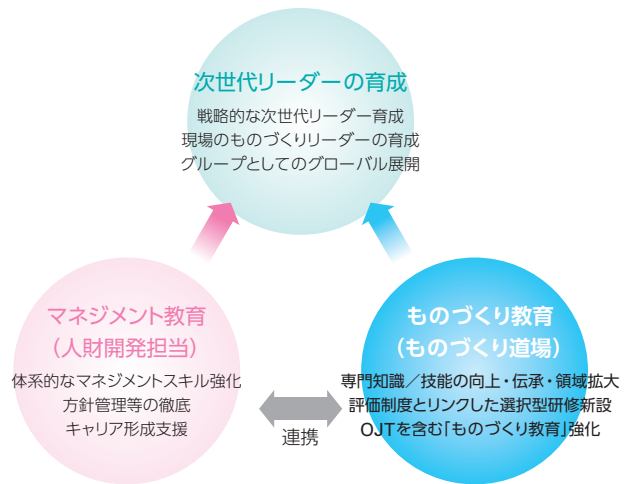 次世代リーダーの育成
戦略的な次世代リーダー育成
現場のものづくりリーダーの育成
グループとしてのグローバル展開
マネジメント教育
（人財開発担当）
体系的なマネジメントスキル強化
方針管理等の徹底
キャリア形成支援
連携
ものづくり教育
（ものづくり道場）
専門知識／技能の向上・伝承・領域拡大
評価制度とリンクした選択型研修新設
OJTを含む「ものづくり教育」強化